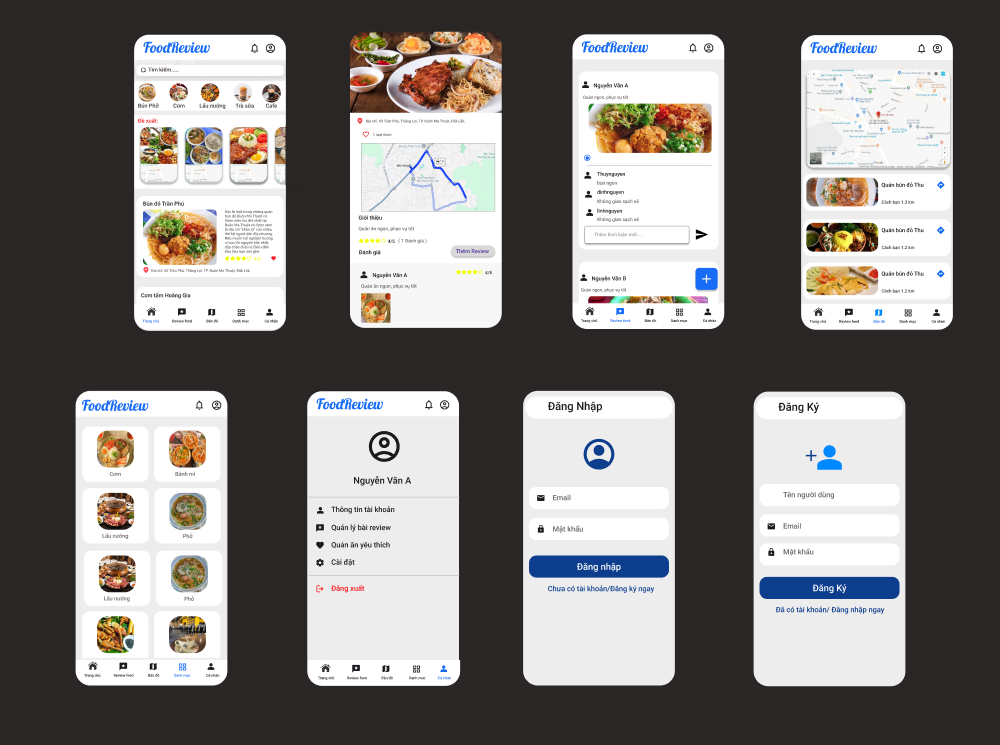 FoodReview
Tìm kiếm.....
Bún Phở
Cơm
Lẩu nướng
Trà sữa
Cafe
Đề xuất:
Bún đỏ Trần Phú
Địa chỉ: 65 Trần Phú, Thắng Lợi, TP. Buôn Ma Thuột, Đắk Lắk.
Cơm tấm Hoàng Gia
Trang chủ
Review food
Bản đồ
Danh mục
Cá nhân
Địa chỉ: 65 Trần Phú, Thắng Lợi, TP. Buôn Ma Thuột, Đắk Lắk.
Giới thiệu
Quán ăn ngon, phục vụ tốt
4/5 ( 1 Đánh giá )
Đánh giá
Thêm Review
Nguyễn Văn A
4/5
Quán ăn ngon, phục vụ tốt
FoodReview
Nguyễn Văn A
Quán ngon, phục vụ tốt
Thuynguyen
bún ngon
dinhnguyen
Không gian sạch sẽ
linhnguyen
Không gian sạch sẽ
Thêm bình luận mới....
Nguyễn Văn B
Quán ngon, phục vụ tốt
Trang chủ
Review food
Bản đồ
Danh mục
Cá nhân
FoodReview
Quán bún đỏ Thu
Cách bạn 1.2 km
Quán bún đỏ Thu
Cách bạn 1.2 km
Quán bún đỏ Thu
Cách bạn 1.2 km
Trang chủ
Review food
Bản đồ
Danh mục
Cá nhân
FoodReview
Cơm
Bánh mì
Lẩu nướng
Phở
Lẩu nướng
Phở
Trang chủ
Review food
Bản đồ
Danh mục
Cá nhân
FoodReview
Nguyễn Văn A
Thông tin tài khoản
Quản lý bài review
Quán ăn yêu thích
Cài đặt
Đăng xuất
Trang chủ
Review food
Bản đồ
Danh mục
Cá nhân
Đăng Nhập
Email
Mật khẩu
Đăng nhập
Chưa có tài khoản/Đăng ký ngay
Đăng Ký
Tên người dùng
Email
Mật khẩu
Đăng Ký
Đã có tài khoản/ Đăng nhập ngay